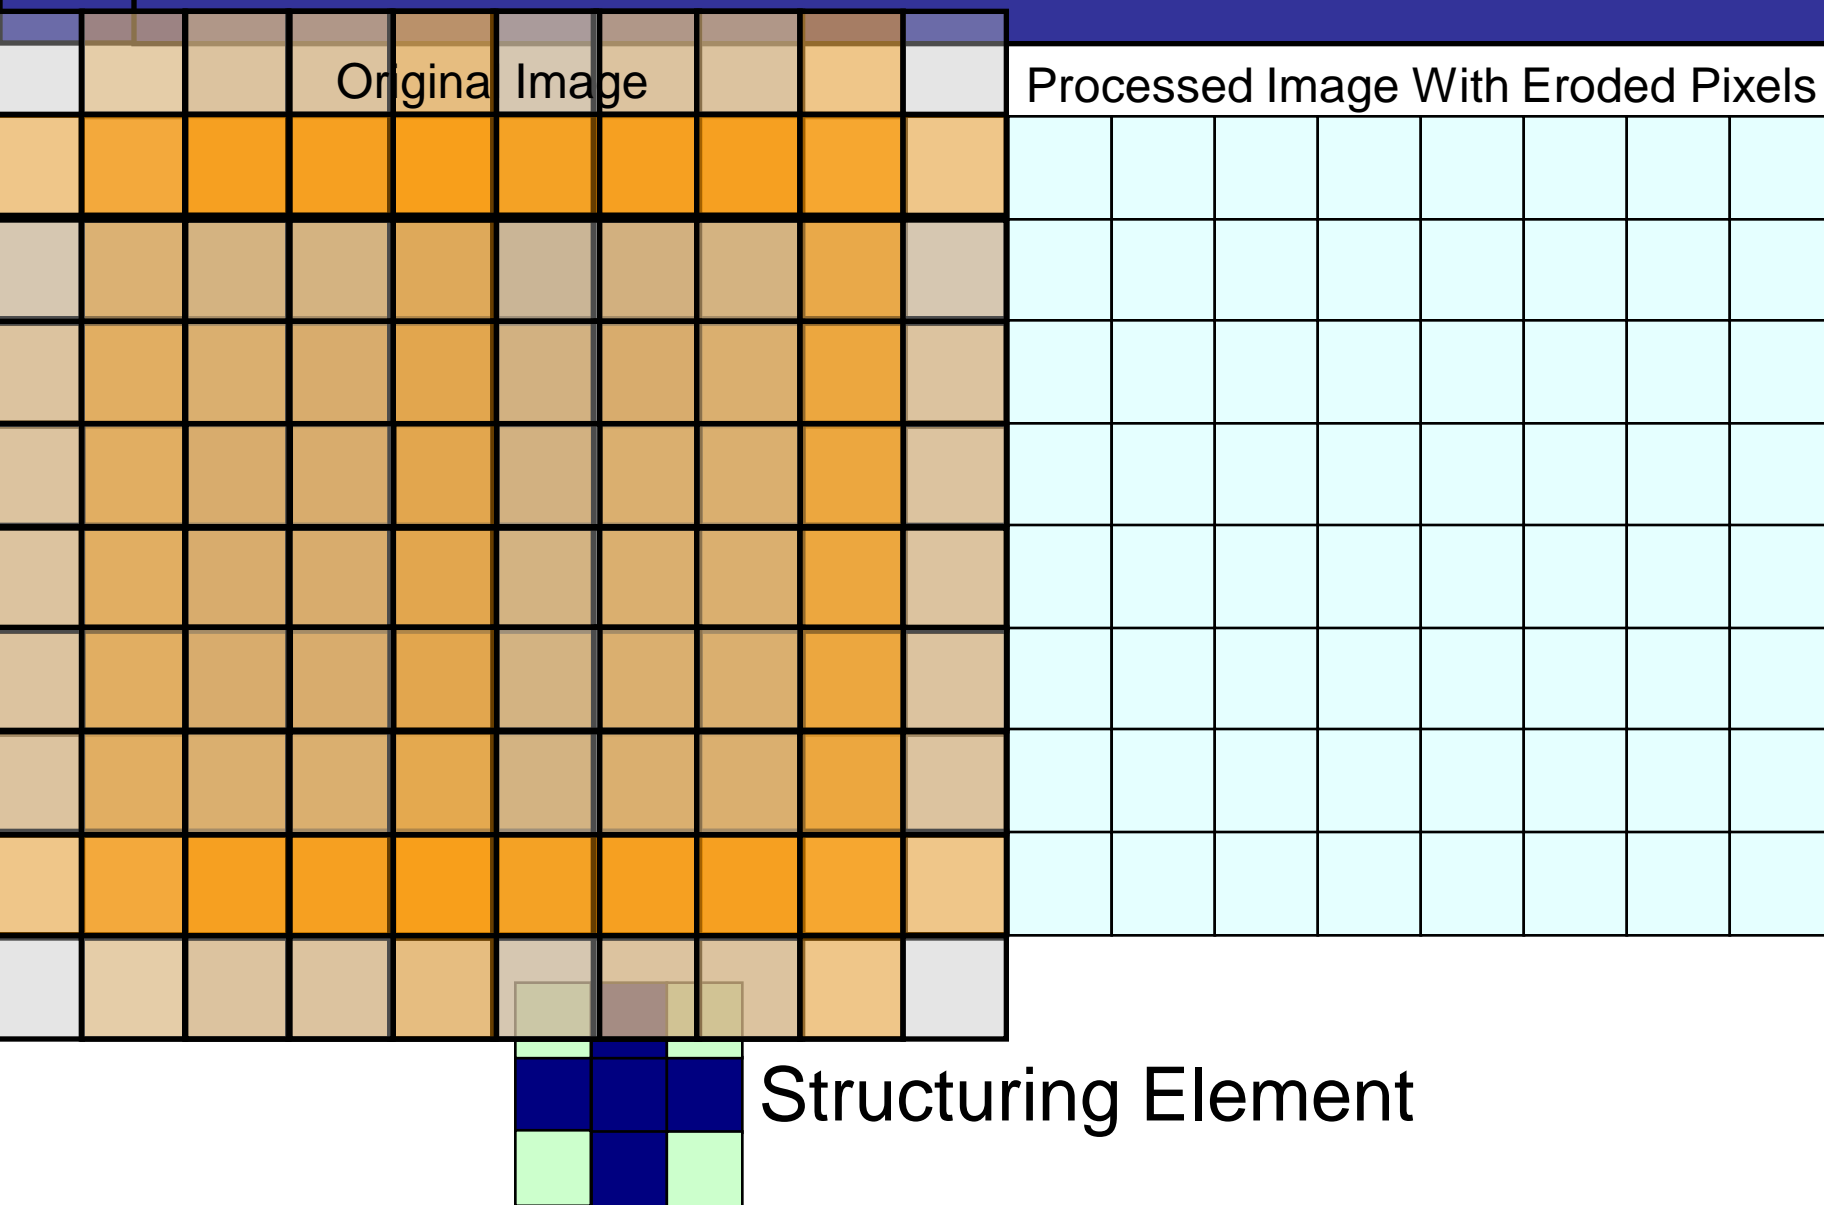 Original Image
Processed Image With Eroded Pixels
Structuring Element